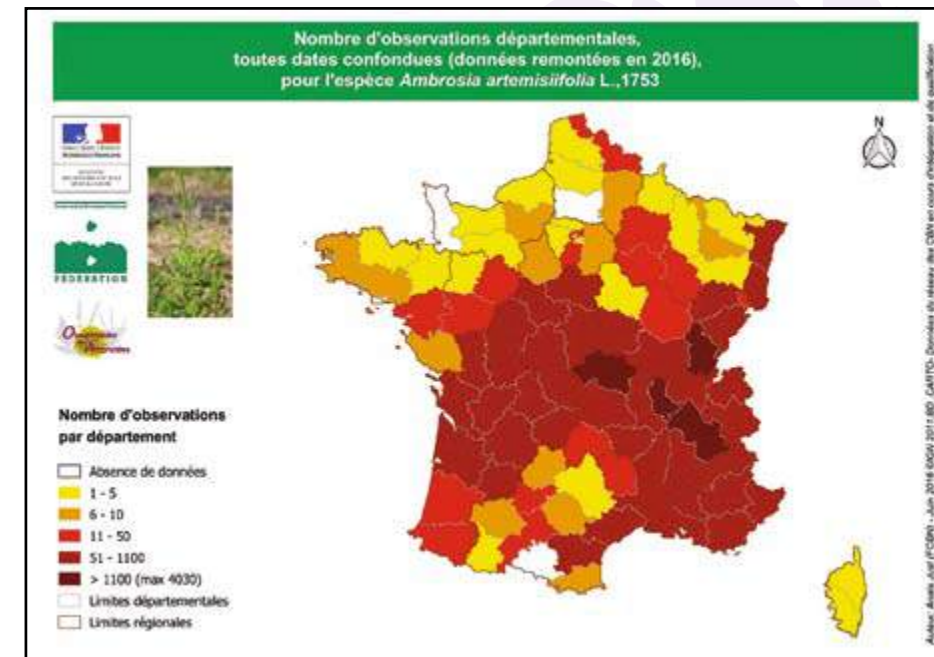 Nombre d'observations départementales,
toutes dates confondues (données remontées en 2016),
pour l'espèce Ambrosia artemisiifolia L.,1753
N
FEDERATION
Nombre d'observations
par département
Absence de données
1 - 5
6 - 10
11 - 50
51 - 1100
> 1100 (max 4030)
Limites départementales
Limites régionales